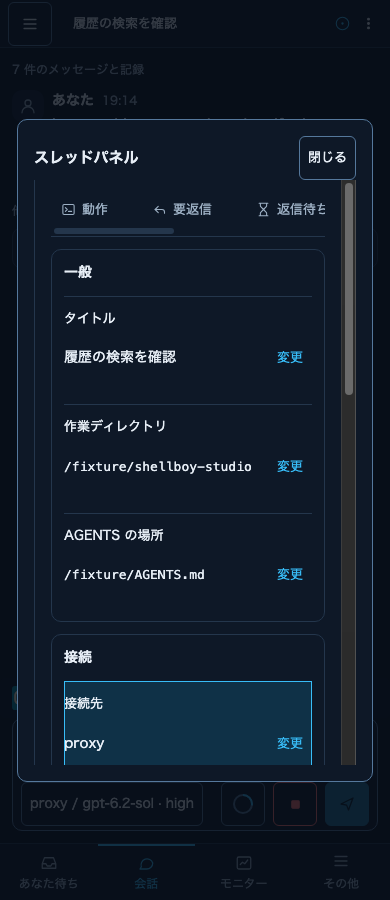 履歴の検索を確認
7 件のメッセージと記録
あなた 19:14
スレッドパネル
閉じる
動作
要返信
返信待ち
一般
タイトル
履歴の検索を確認
変更
作業ディレクトリ
/fixture/shellboy-studio
変更
AGENTS の場所
/fixture/AGENTS.md
変更
接続
接続先
proxy
変更
proxy / gpt-6.2-sol · high
あなた待ち
会話
モニター
その他